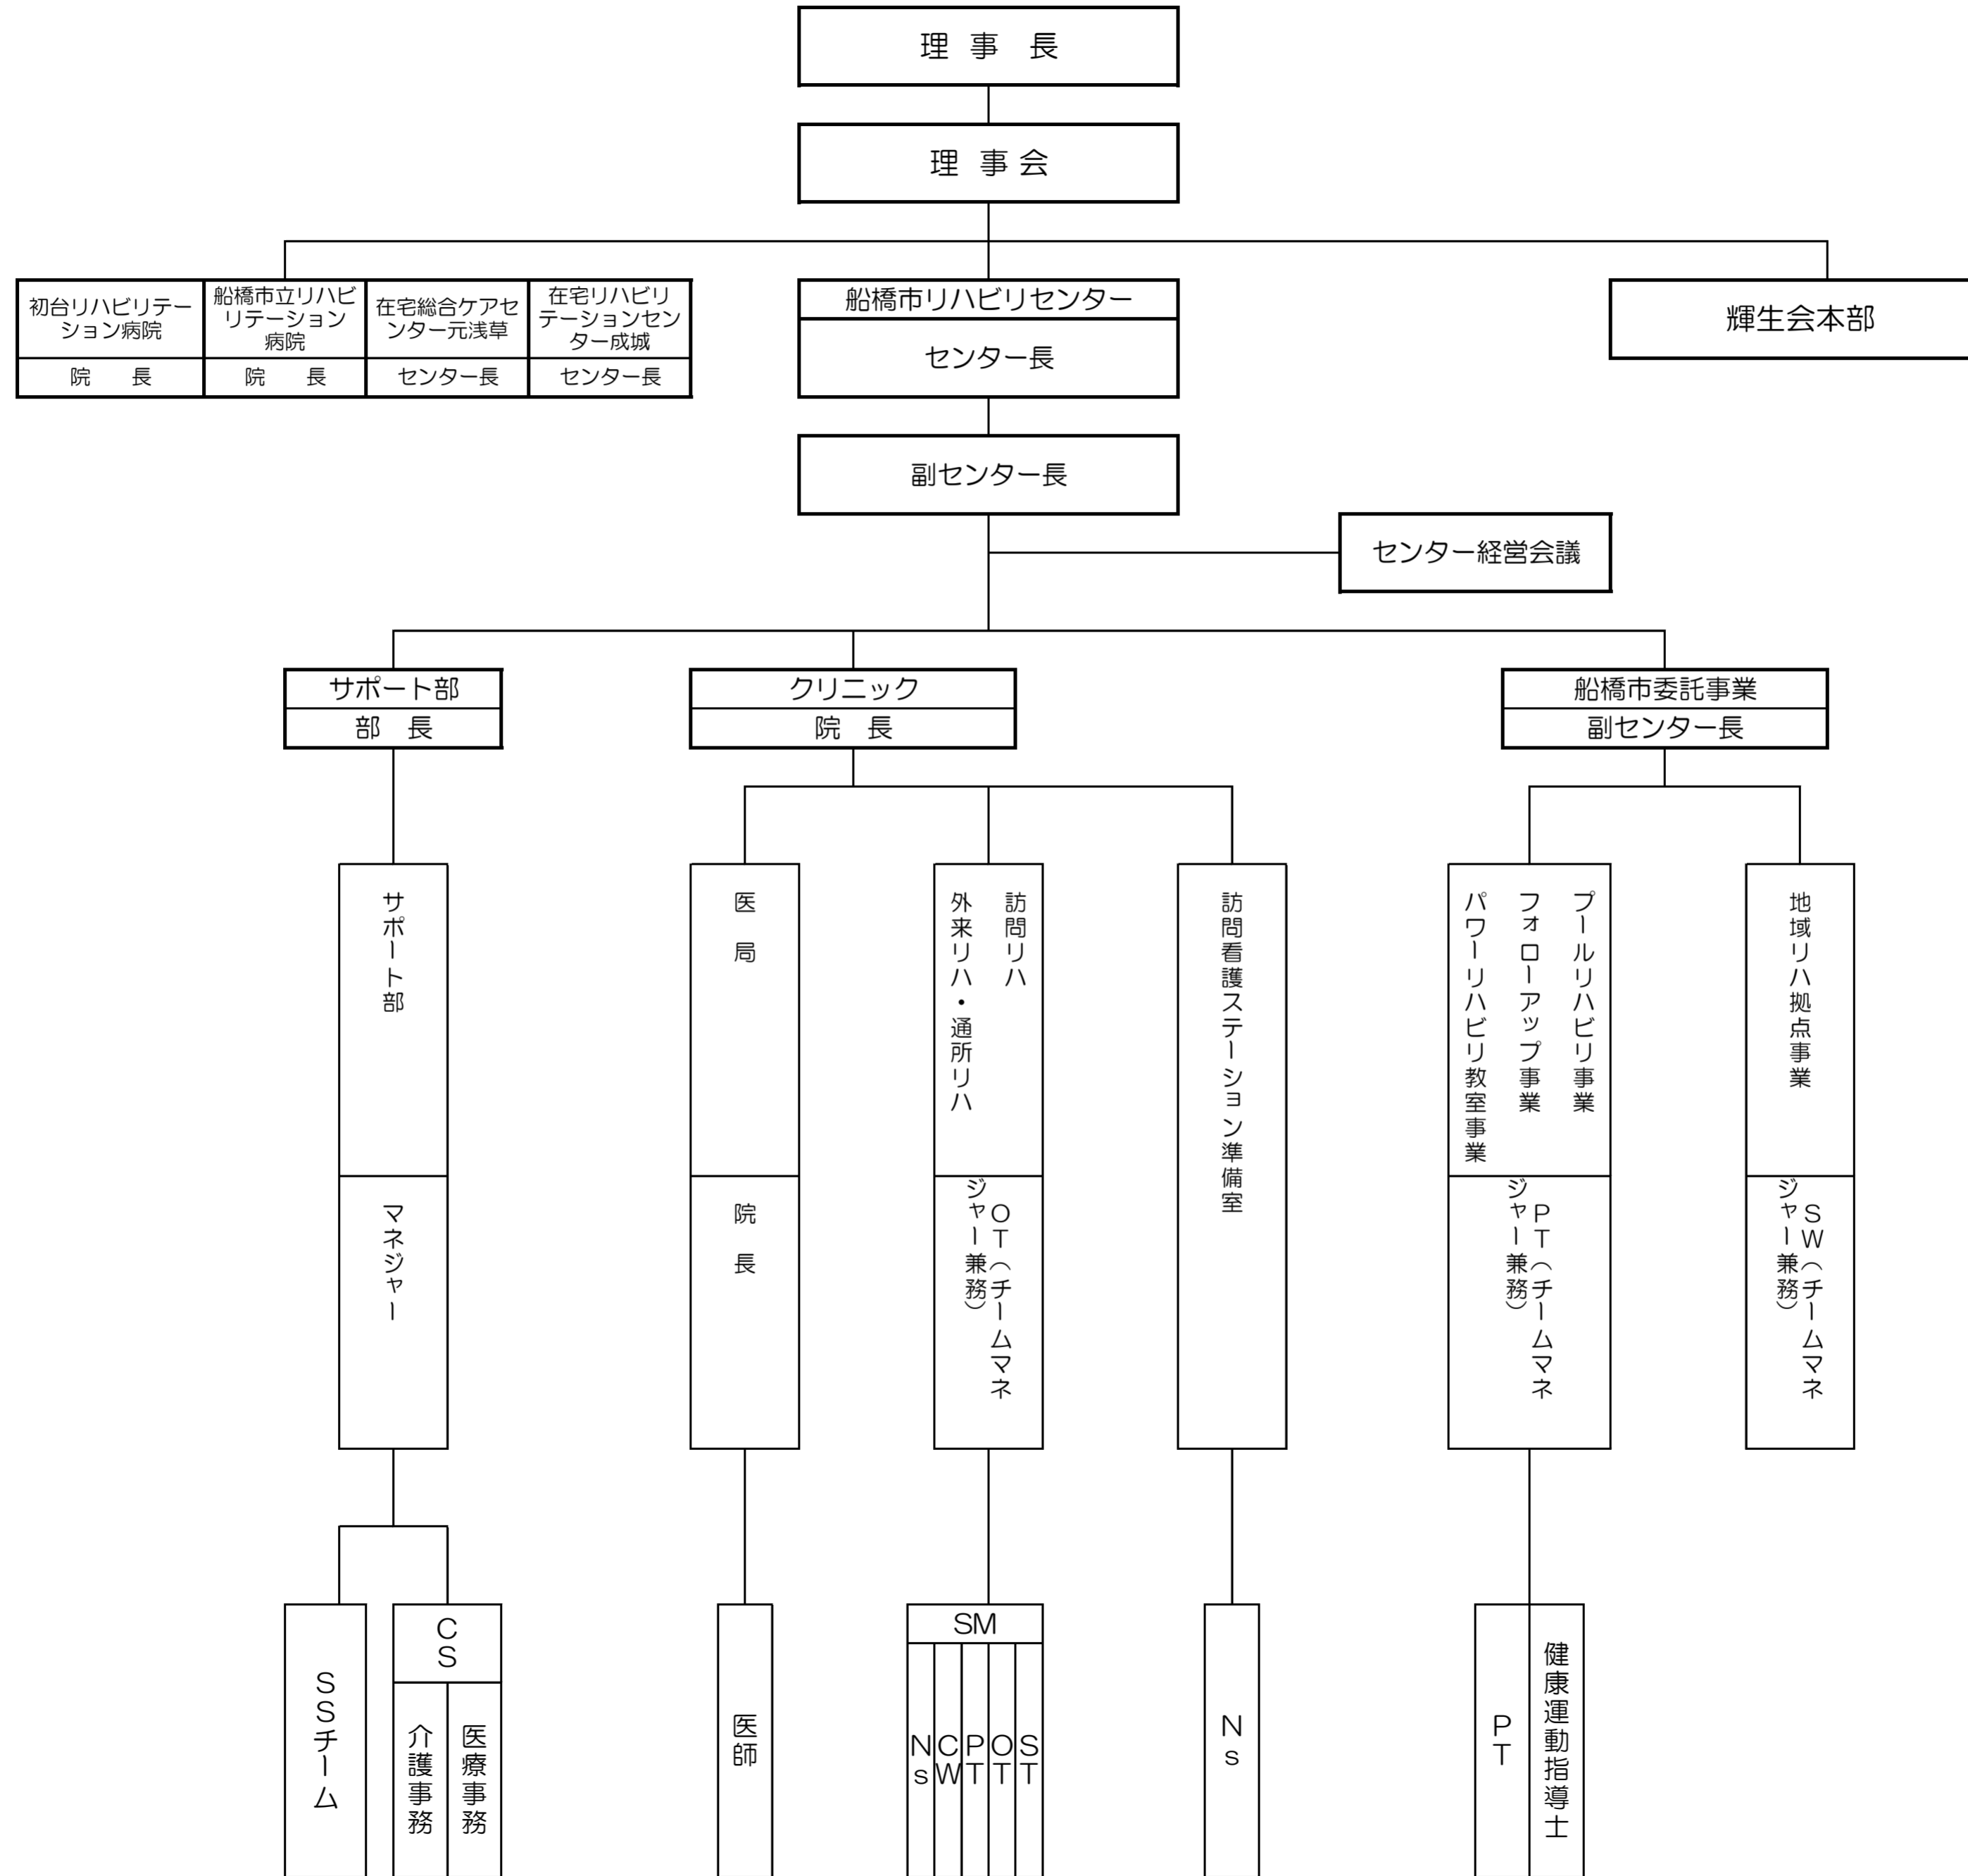 理 事 長
理 事 会
初台リハビリテー
ション病院
院 長
船橋市立リハビ
リテーション
病院
院 長
在宅総合ケアセ
ンター元浅草
センター長
在宅リハビリ
テーションセン
ター成城
センター長
船橋市リハビリセンター
センター長
輝生会本部
副センター長
センター経営会議
サポート部
部 長
クリニック
院 長
船橋市委託事業
副センター長
サポート部
マネジャー
医 局
院 長
訪問リハ
外来リハ・通所リハ
OT(チームマネ
ジャー兼務)
訪問看護ステーション準備室
プールリハビリ事業
フォローアップ事業
パワーリハビリ教室事業
PT(チームマネ
ジャー兼務)
地域リハ拠点事業
SW(チームマネ
ジャー兼務)
SSチーム
CS
介護事務
医療事務
医師
SM
Ns
CW
PT
OT
ST
Ns
PT
健康運動指導士